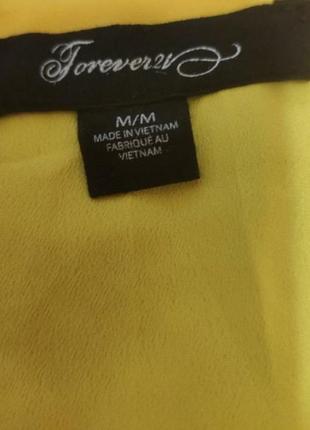 Forever21
M/M
MADE IN VIETNAM
FABRIQUÉ AU
VIETNAM